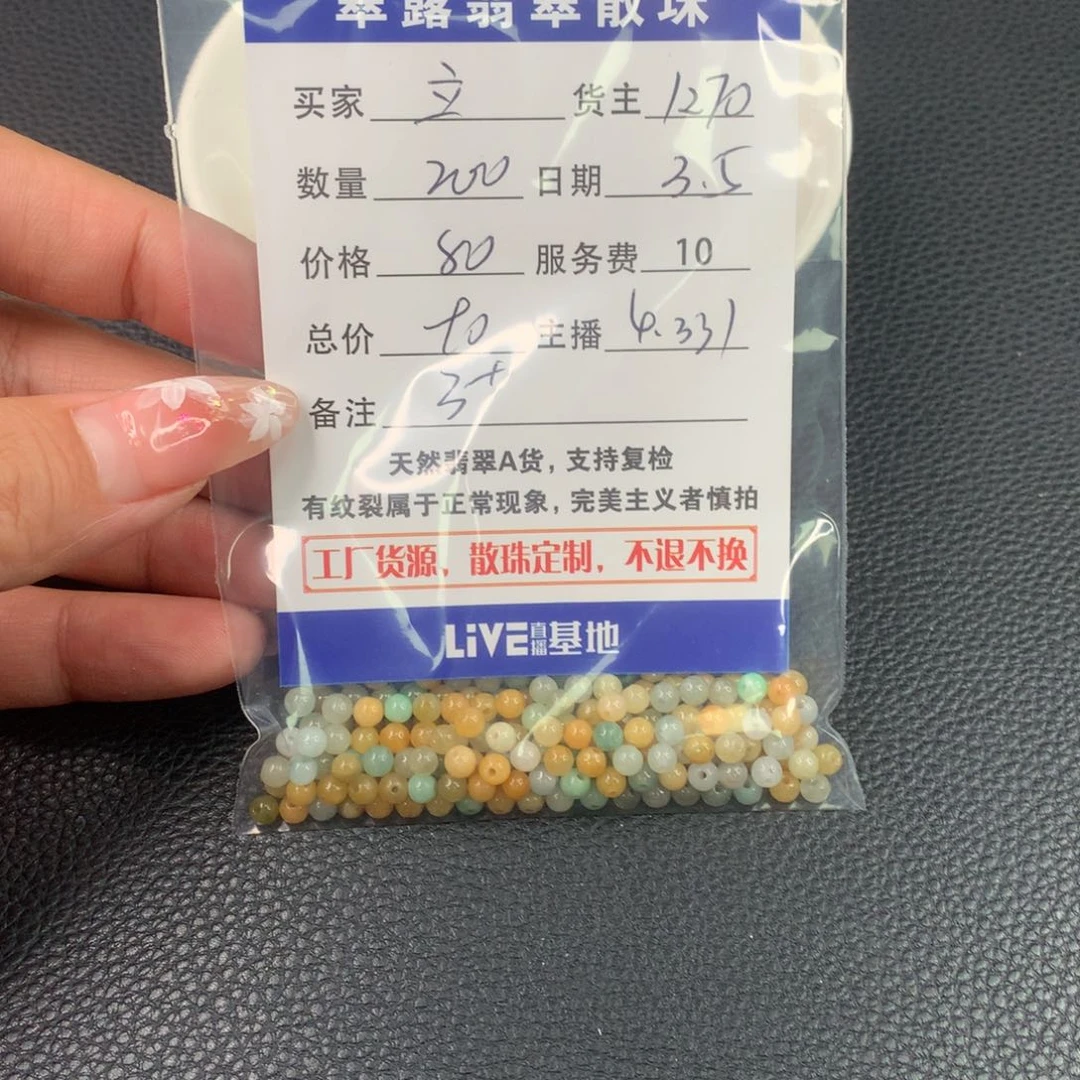 翠露翡翠散珠
买家 立 货主 1270
数量 200 日期 3.5
价格 80 服务费 10
总价 90 主播 4.331
备注 3+
天然翡翠A货，支持复检
有纹裂属于正常现象，完美主义者慎拍
工厂货源，散珠定制，不退不换
LiVE直播基地